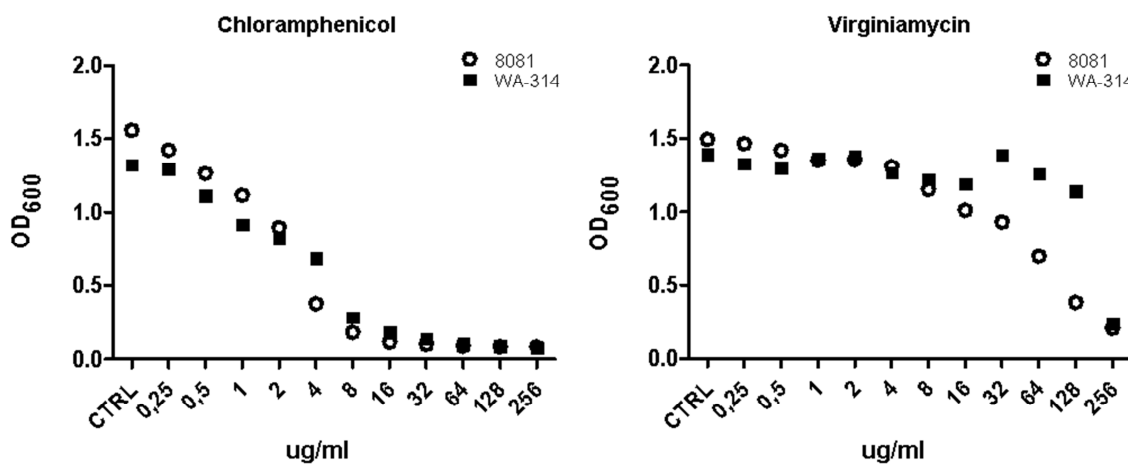 Chloramphenicol
8081
WA-314
2.0
1.5
1.0
0.5
0.0
OD600
CTRL 0,25 0,5 1 2 4 8 16 32 64 128 256
ug/ml
Virginiamycin
8081
WA-314
2.0
1.5
1.0
0.5
0.0
OD600
CTRL 0,25 0,5 1 2 4 8 16 32 64 128 256
ug/ml